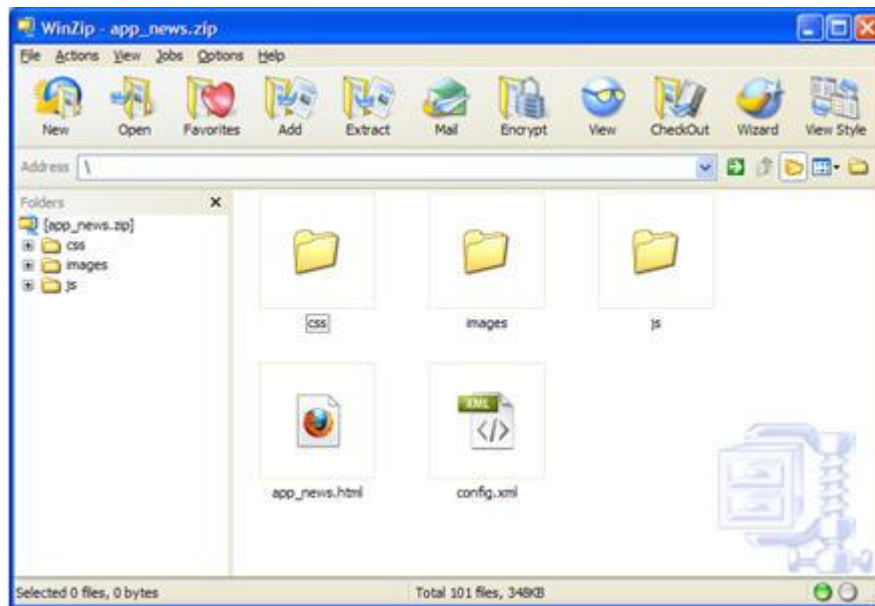 WinZip - app_news.zip
File Actions View Jobs Options Help
New Open Favorites Add Extract Mail Encrypt View CheckOut Wizard View Style
Address \
Folders
[app_news.zip]
css
images
js
css images js
XML
</>
app_news.html config.xml
Selected 0 files, 0 bytes Total 101 files, 348KB